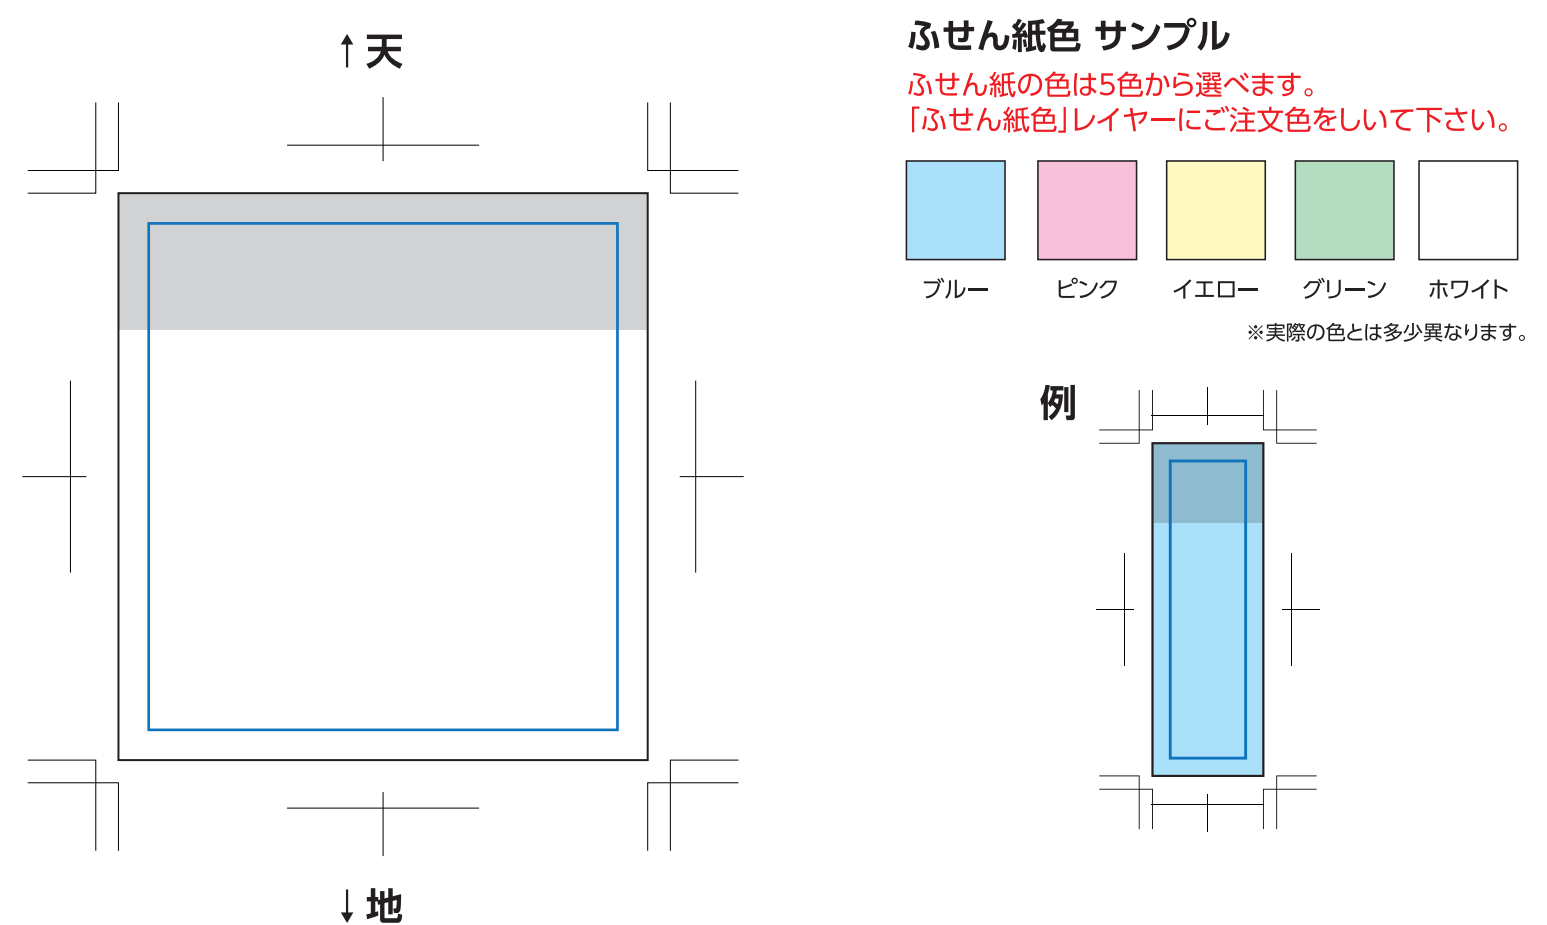 ↑天
↓地
ふせん紙色 サンプル
ふせん紙の色は5色から選べます。
「ふせん紙色」レイヤーにご注文色をしいて下さい。
ブルー ピンク イエロー グリーン ホワイト
※実際の色とは多少異なります。
例